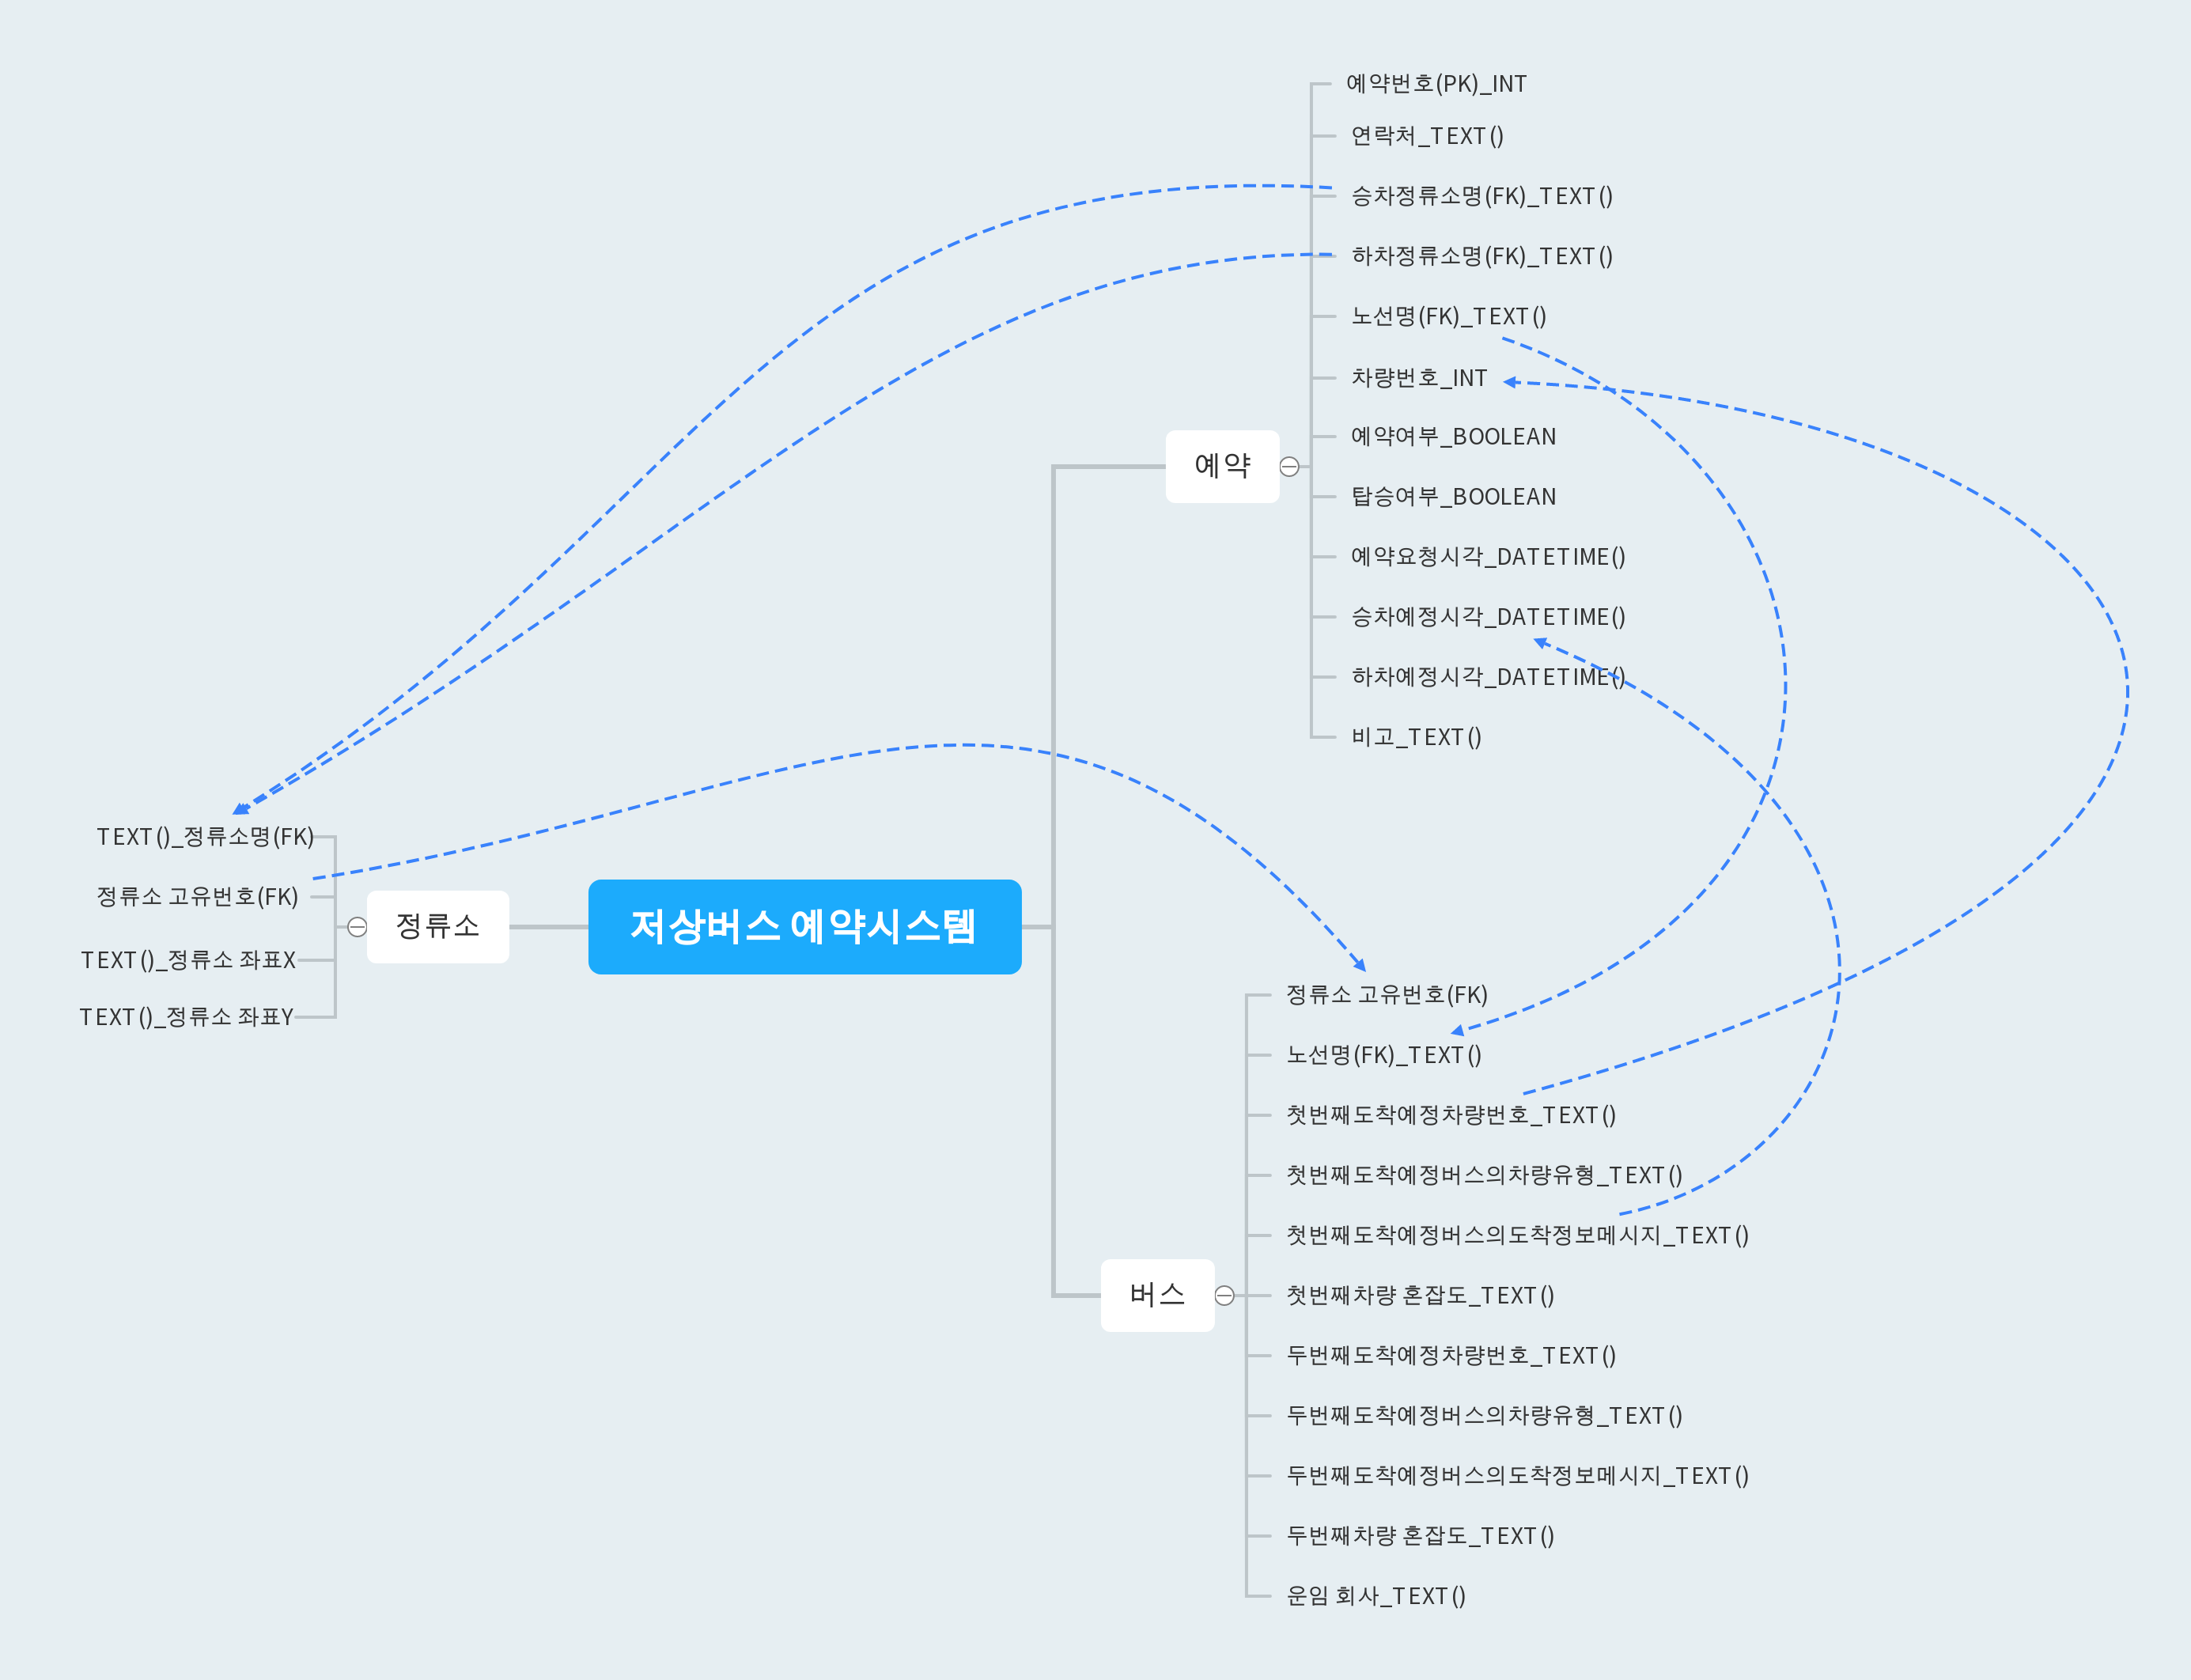 예약번호(PK)_INT
연락처_TEXT()
승차정류소명(FK)_TEXT()
하차정류소명(FK)_TEXT()
노선명(FK)_TEXT()
차량번호_INT
예약여부_BOOLEAN
예약
탑승여부_BOOLEAN
예약요청시각_DATETIME()
승차예정시각_DATETIME()
하차예정시각_DATETIME()
비고_TEXT()
TEXT()_정류소명(FK)
정류소 고유번호(FK)
정류소
TEXT()_정류소 좌표X
TEXT()_정류소 좌표Y
저상버스 예약시스템
정류소 고유번호(FK)
노선명(FK)_TEXT()
첫번째도착예정차량번호_TEXT()
첫번째도착예정버스의차량유형_TEXT()
첫번째도착예정버스의도착정보메시지_TEXT()
버스
첫번째차량 혼잡도_TEXT()
두번째도착예정차량번호_TEXT()
두번째도착예정버스의차량유형_TEXT()
두번째도착예정버스의도착정보메시지_TEXT()
두번째차량 혼잡도_TEXT()
운임 회사_TEXT()